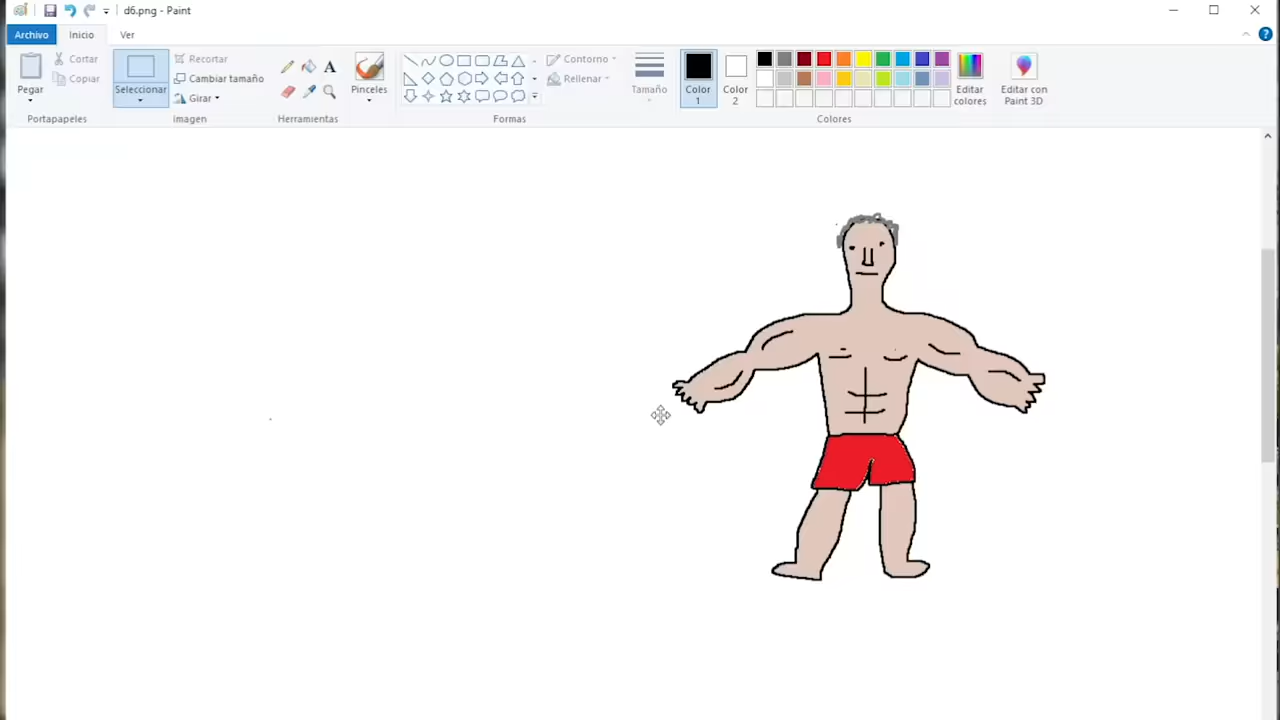 d6.png - Paint
Archivo Inicio Ver
Pegar
Cortar
Copiar
Portapapeles
Seleccionar
Recortar
Cambiar tamaño
Girar
Imagen
A
Herramientas
Pinceles
Contorno
Rellenar
Formas
Tamaño
Color
1
Color
2
Editar
colores
Editar con
Paint 3D
Colores
?